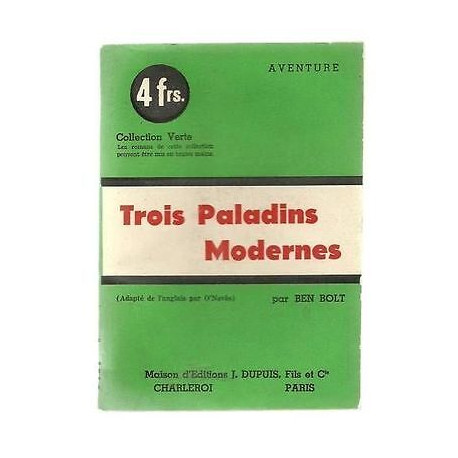 AVENTURE
4 frs.
Collection Verte
Les romans de cette collection
peuvent être mis en toutes mains.
Trois Paladins
Modernes
(Adapté de l'anglais par O'Nevès) par BEN BOLT
Maison d'Editions J. DUPUIS, Fils et Cie
CHARLEROI PARIS